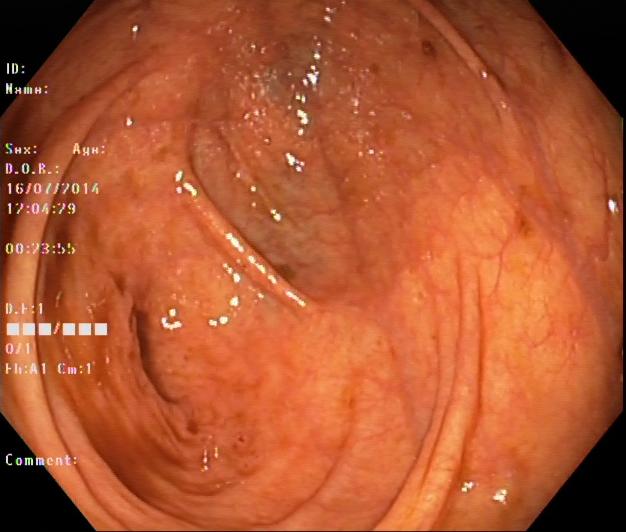 ID:
Name:
Sex: Age:
D.O.B.:
16/07/2014
12:04:29
00:23:55
D.F:1
■■■/■■■
0/1
Eh:A1 Cm:1
Comment: